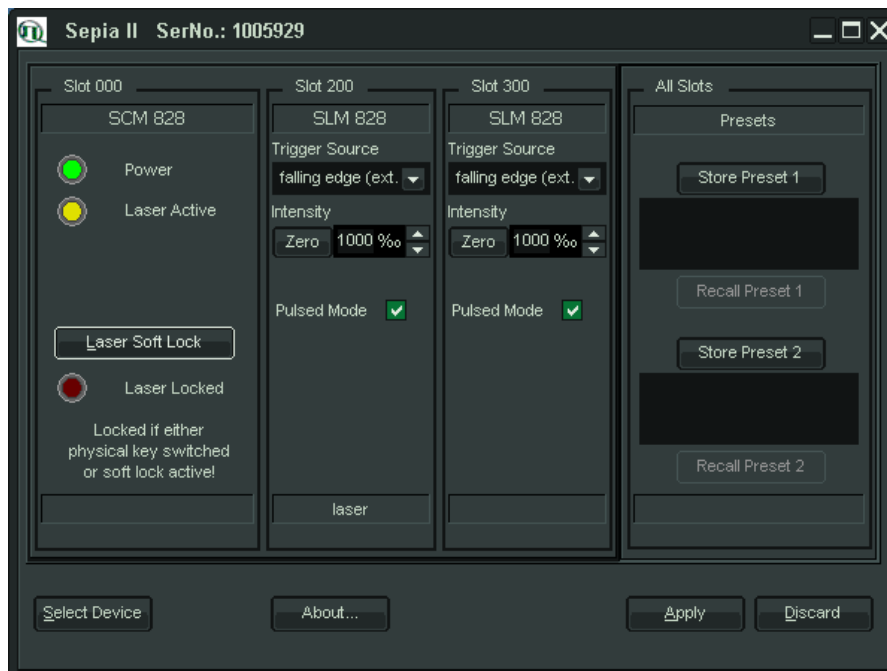 Sepia II SerNo.: 1005929
Slot 000
SCM 828
Power
Laser Active
Laser Soft Lock
Laser Locked
Locked if either
physical key switched
or soft lock active!
Slot 200
SLM 828
Trigger Source
falling edge (ext.
Intensity
Zero 1000 ‰
Pulsed Mode
laser
Slot 300
SLM 828
Trigger Source
falling edge (ext.
Intensity
Zero 1000 ‰
Pulsed Mode
All Slots
Presets
Store Preset 1
Recall Preset 1
Store Preset 2
Recall Preset 2
Select Device
About...
Apply
Discard